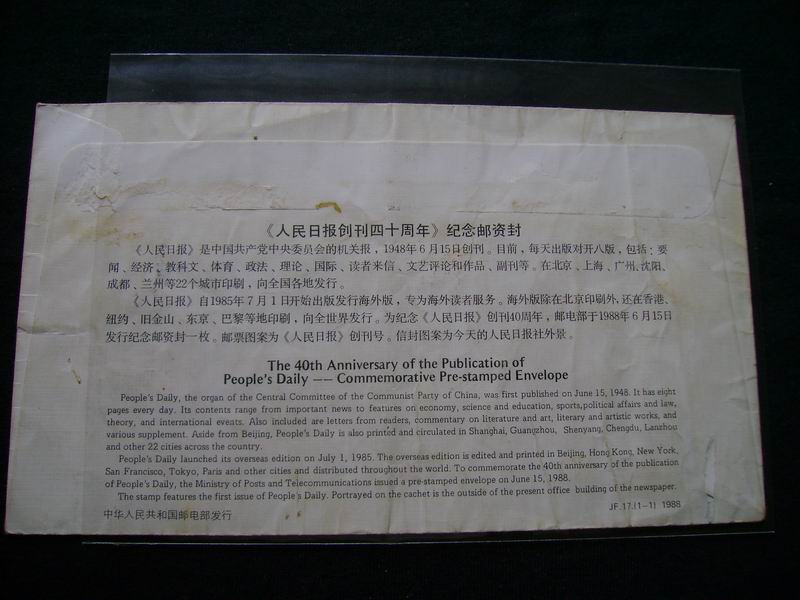 《人民日报创刊四十周年》纪念邮资封
《人民日报》是中国共产党中央委员会的机关报，1948年6月15日创刊。目前，每天出版对开八版，包括：要
闻、经济、教科文、体育、政法、理论、国际、读者来信、文艺评论和作品、副刊等。在北京、上海、广州、沈阳、
成都、兰州等22个城市印刷，向全国各地发行。
《人民日报》自1985年7月1日开始出版发行海外版，专为海外读者服务。海外版除在北京印刷外，还在香港、
纽约、旧金山、东京、巴黎等地印刷，向全世界发行。为纪念《人民日报》创刊40周年，邮电部于1988年6月15日
发行纪念邮资封一枚。邮票图案为《人民日报》创刊号。信封图案为今天的人民日报社外景。
The 40th Anniversary of the Publication of
People's Daily —— Commemorative Pre-stamped Envelope
People's Daily, the organ of the Central Committee of the Communist Party of China, was first published on June 15, 1948. It has eight
pages every day. Its contents range from important news to features on economy, science and education, sports,political affairs and law,
theory, and international events. Also included are letters from readers, commentary on literature and art, literary and artistic works, and
various supplement. Aside from Beijing, People's Daily is also printed and circulated in Shanghai, Guangzhou, Shenyang, Chengdu, Lanzhou
and other 22 cities across the country.
People's Daily launched its overseas edition on July 1, 1985. The overseas edition is edited and printed in Beijing, Hong Kong, New York,
San Francisco, Tokyo, Paris and other cities and distributed throughout the world. To commemorate the 40th anniversary of the publication
of People's Daily, the Ministry of Posts and Telecommunications issued a pre-stamped envelope on June 15, 1988.
The stamp features the first issue of People's Daily. Portrayed on the cachet is the outside of the present office building of the newspaper.
中华人民共和国邮电部发行
JF.17.(1-1) 1988